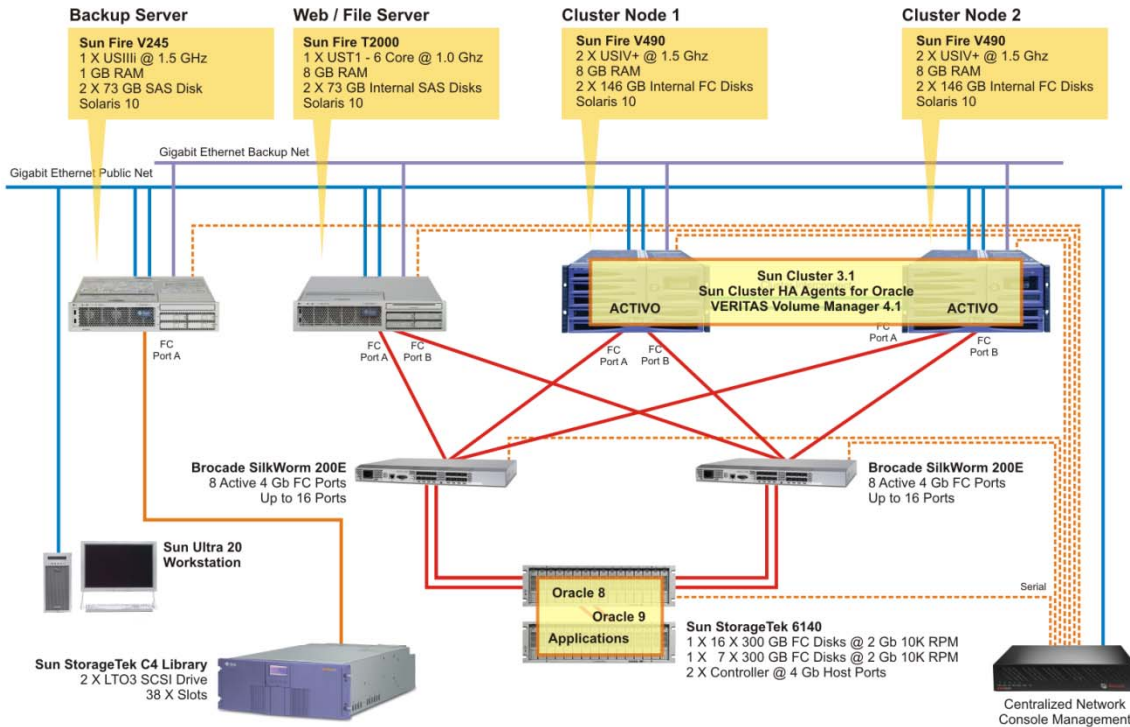 Backup Server
Sun Fire V245
1 X USIIIi @ 1.5 Ghz
1 GB RAM
2 X 73 GB SAS Disk
Solaris 10
Web / File Server
Sun Fire T2000
1 X UST1 - 6 Core @ 1.0 Ghz
8 GB RAM
2 X 73 GB Internal SAS Disks
Solaris 10
Cluster Node 1
Sun Fire V490
2 X USIV+ @ 1.5 Ghz
8 GB RAM
2 X 146 GB Internal FC Disks
Solaris 10
Cluster Node 2
Sun Fire V490
2 X USIV+ @ 1.5 Ghz
8 GB RAM
2 X 146 GB Internal FC Disks
Solaris 10
Gigabit Ethernet Backup Net
Gigabit Ethernet Public Net
Sun Cluster 3.1
Sun Cluster HA Agents for Oracle
VERITAS Volume Manager 4.1
ACTIVO
ACTIVO
FC
Port A
FC
Port A
FC
Port B
FC
Port A
FC
Port B
FC
Port A
FC
Port B
Brocade SilkWorm 200E
8 Active 4 Gb FC Ports
Up to 16 Ports
Brocade SilkWorm 200E
8 Active 4 Gb FC Ports
Up to 16 Ports
Sun Ultra 20
Workstation
Oracle 8
Oracle 9
Applications
Serial
Sun StorageTek 6140
1 X 16 X 300 GB FC Disks @ 2 Gb 10K RPM
1 X 7 X 300 GB FC Disks @ 2 Gb 10K RPM
2 X Controller @ 4 Gb Host Ports
Sun StorageTek C4 Library
2 X LTO3 SCSI Drive
38 X Slots
Centralized Network
Console Management